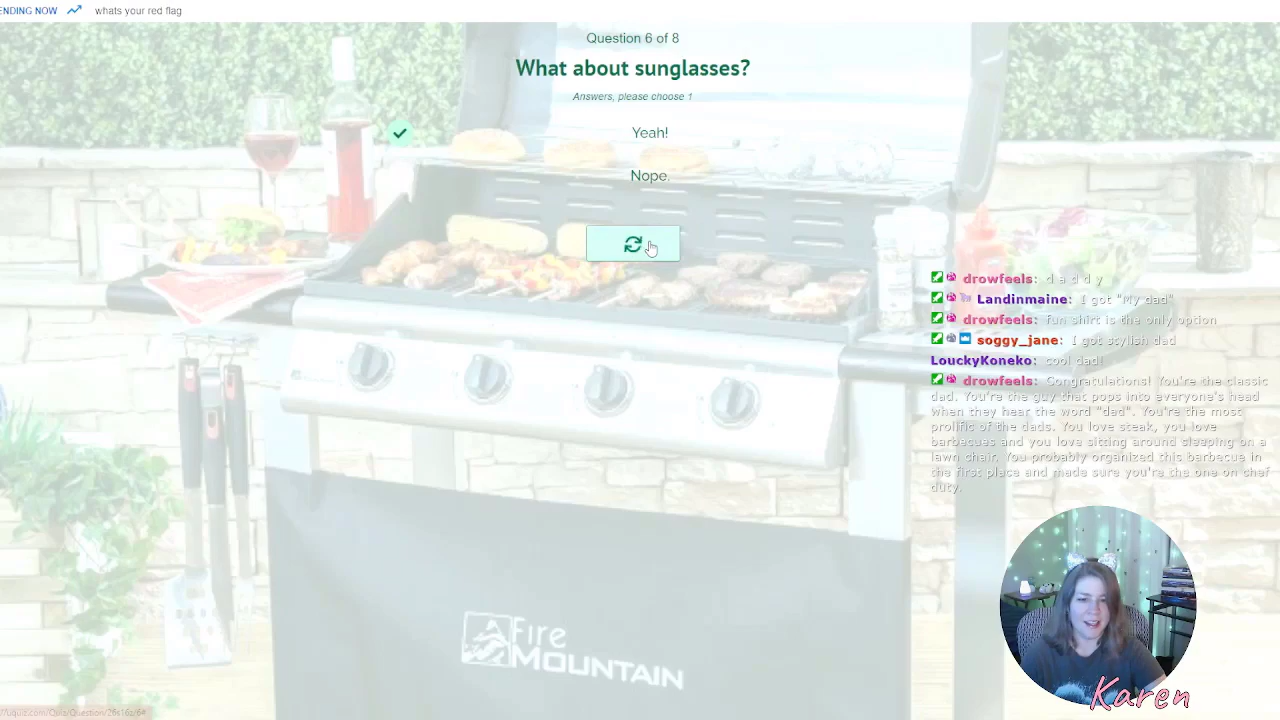 ENDING NOW whats your red flag
Question 6 of 8
What about sunglasses?
Answers, please choose 1
Yeah!
Nope.
drowfeels: d a d d y
Landinmaine: I got "My dad"
drowfeels: fun shirt is the only option
soggy_jane: I got stylish dad
LouckyKoneko: cool dad!
drowfeels: Congratulations! You're the classic
dad. You're the guy that pops into everyone's head
when they hear the word "dad". You're the most
prolific of the dads. You love steak, you love
barbecues and you love sitting around sleeping on a
lawn chair. You probably organized this barbecue in
the first place and made sure you're the one on chef
duty.
Fire
MOUNTAIN
Karen